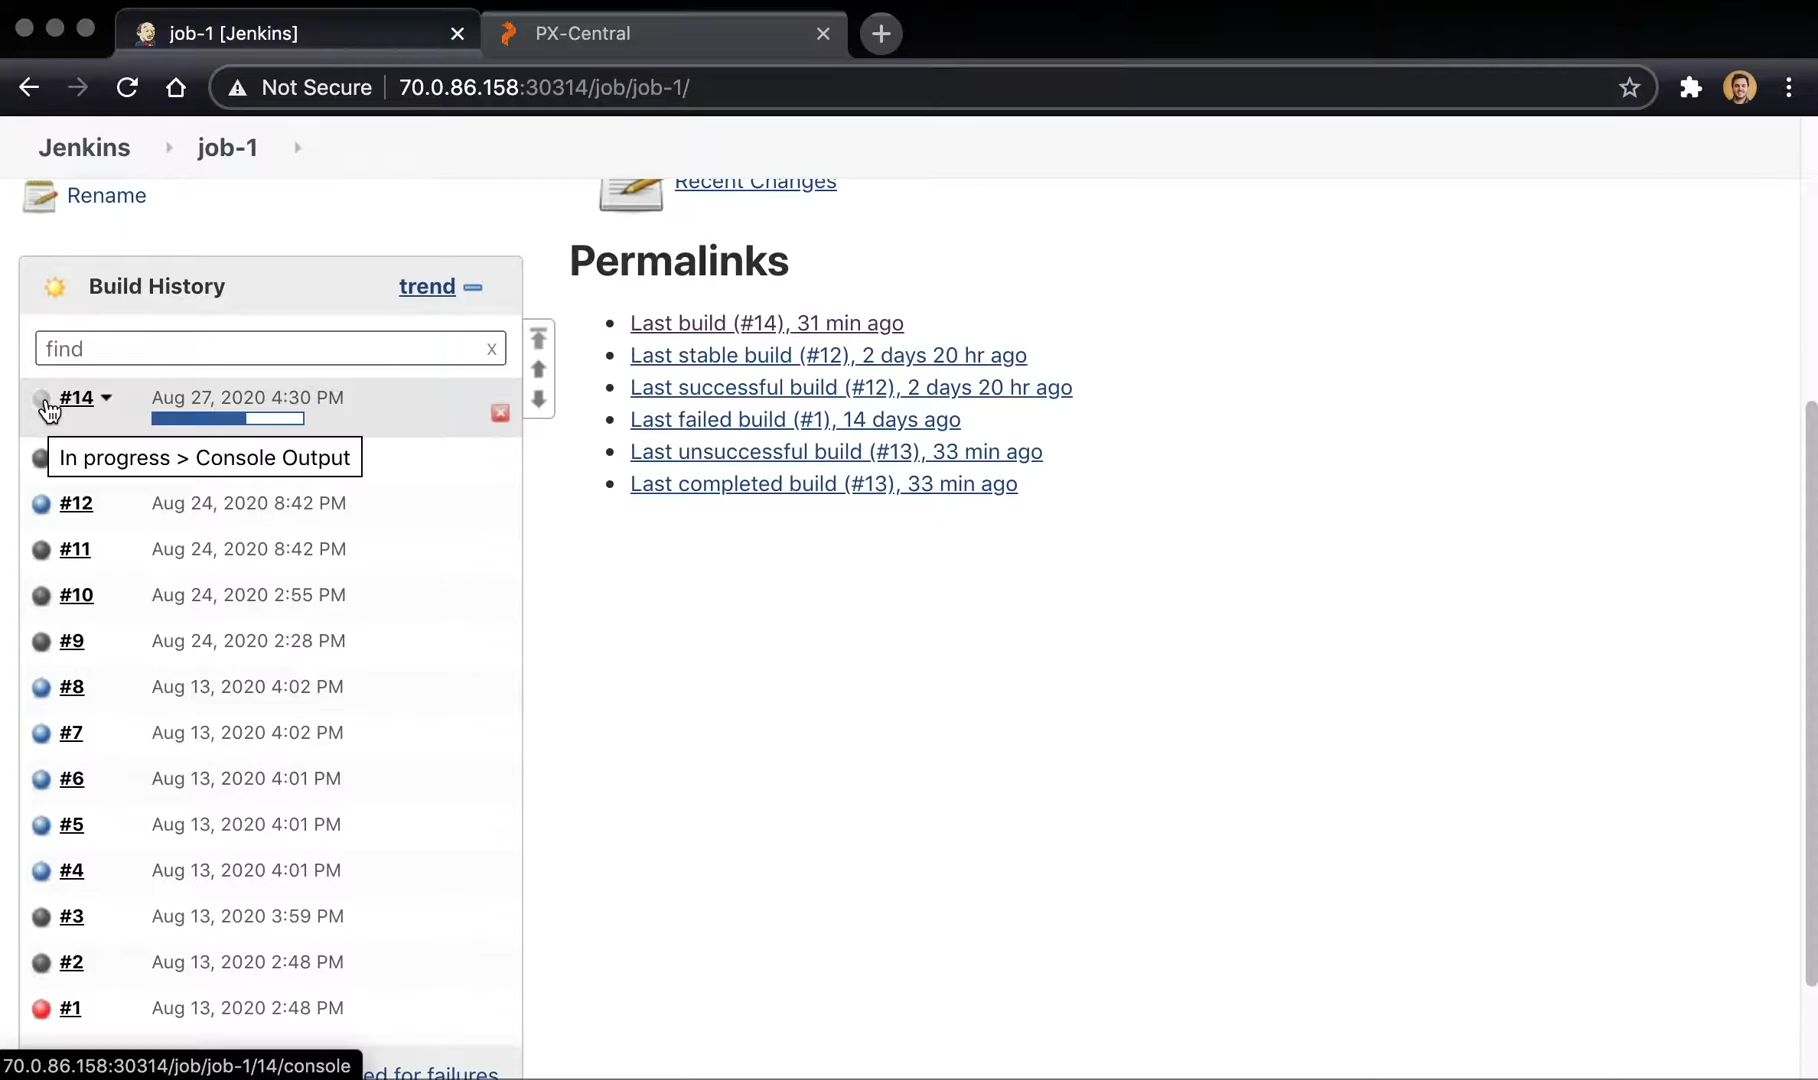 job-1 [Jenkins]
PX-Central
Not Secure
70.0.86.158:30314/job/job-1/
Jenkins
job-1
Rename
Recent Changes
Build History
trend
find
x
#14
Aug 27, 2020 4:30 PM
In progress > Console Output
#12
Aug 24, 2020 8:42 PM
#11
Aug 24, 2020 8:42 PM
#10
Aug 24, 2020 2:55 PM
#9
Aug 24, 2020 2:28 PM
#8
Aug 13, 2020 4:02 PM
#7
Aug 13, 2020 4:02 PM
#6
Aug 13, 2020 4:01 PM
#5
Aug 13, 2020 4:01 PM
#4
Aug 13, 2020 4:01 PM
#3
Aug 13, 2020 3:59 PM
#2
Aug 13, 2020 2:48 PM
#1
Aug 13, 2020 2:48 PM
Permalinks
Last build (#14), 31 min ago
Last stable build (#12), 2 days 20 hr ago
Last successful build (#12), 2 days 20 hr ago
Last failed build (#1), 14 days ago
Last unsuccessful build (#13), 33 min ago
Last completed build (#13), 33 min ago
70.0.86.158:30314/job/job-1/14/console
for failures